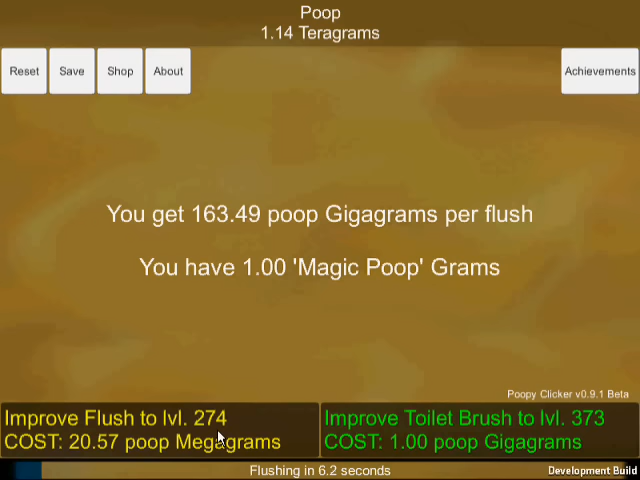 Poop
1.14 Teragrams
Reset
Save
Shop
About
Achievements
You get 163.49 poop Gigagrams per flush
You have 1.00 'Magic Poop' Grams
Poopy Clicker v0.9.1 Beta
Improve Flush to lvl. 274
COST: 20.57 poop Megagrams
Improve Toilet Brush to lvl. 373
COST: 1.00 poop Gigagrams
Flushing in 6.2 seconds
Development Build